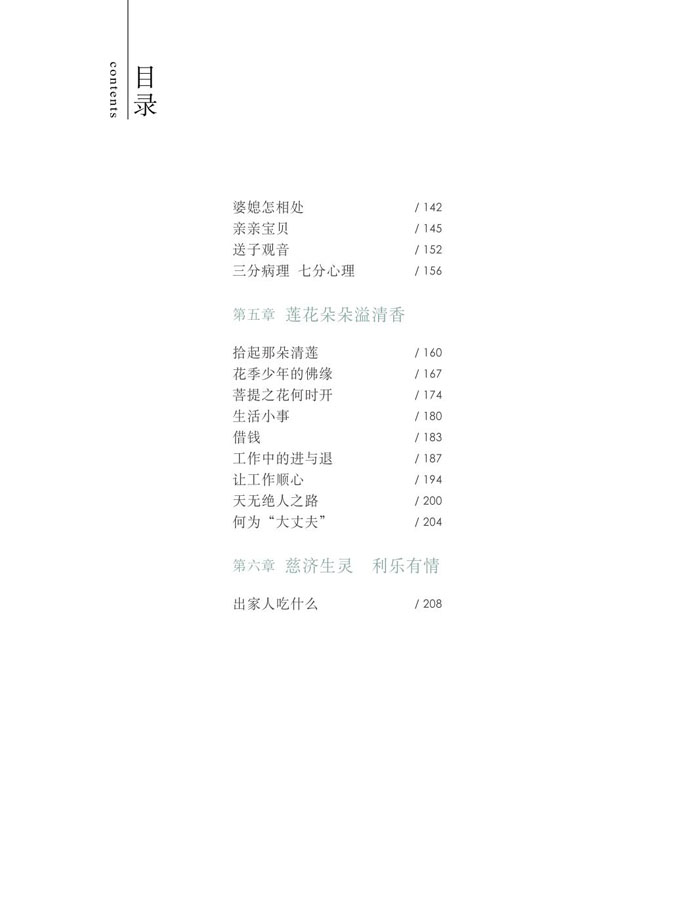 目录
contents
婆媳怎相处 / 142
亲亲宝贝 / 145
送子观音 / 152
三分病理 七分心理 / 156
第五章 莲花朵朵溢清香
拾起那朵清莲 / 160
花季少年的佛缘 / 167
菩提之花何时开 / 174
生活小事 / 180
借钱 / 183
工作中的进与退 / 187
让工作顺心 / 194
天无绝人之路 / 200
何为“大丈夫” / 204
第六章 慈济生灵 利乐有情
出家人吃什么 / 208